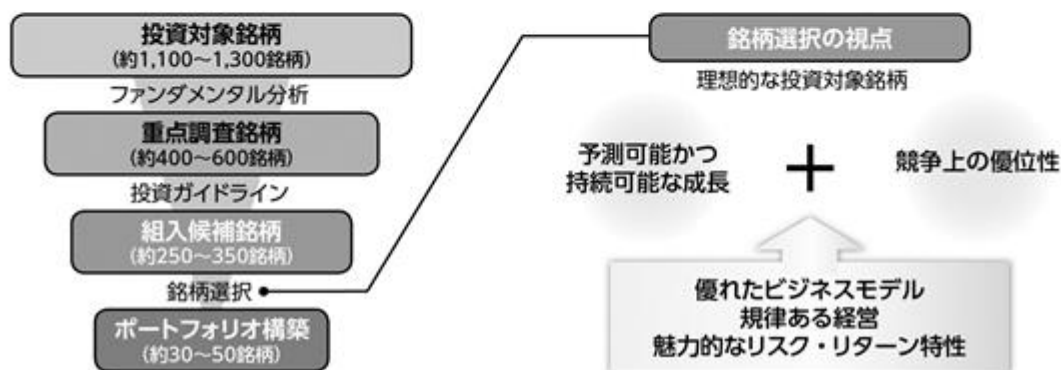 投資対象銘柄
(約1,100～1,300銘柄)
ファンダメンタル分析
重点調査銘柄
(約400～600銘柄)
投資ガイドライン
組入候補銘柄
(約250～350銘柄)
銘柄選択
ポートフォリオ構築
(約30～50銘柄)
銘柄選択の視点
理想的な投資対象銘柄
予測可能かつ
持続可能な成長
+
競争上の優位性
優れたビジネスモデル
規律ある経営
魅力的なリスク・リターン特性